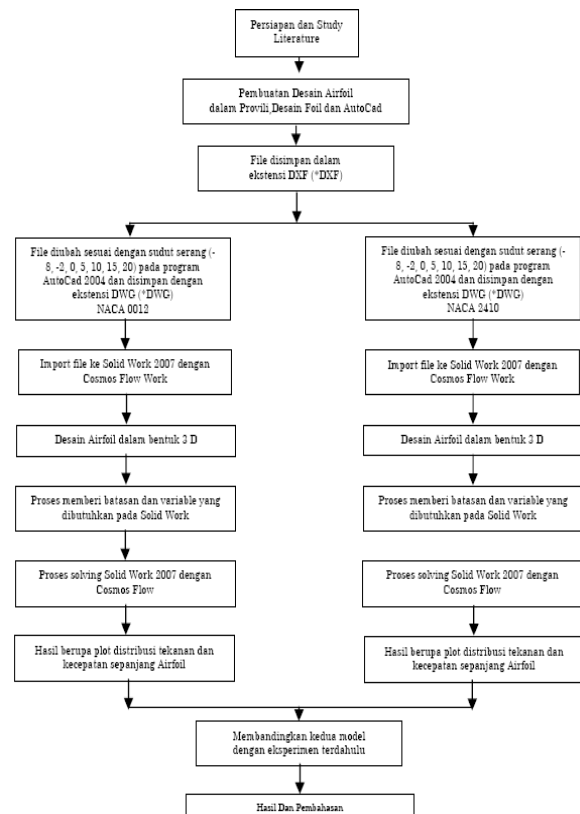 Persiapan dan Study
Literature
Pembuatan Desain Airfoil
dalam Provili,Desain Foil dan AutoCad
File disimpan dalam
ekstensi DXF (*DXF)
File diubah sesuai dengan sudut serang (-
8, -2, 0, 5, 10, 15, 20) pada program
AutoCad 2004 dan disimpan dengan
ekstensi DWG (*DWG)
NACA 0012
Import file ke Solid Work 2007 dengan
Cosmos Flow Work
Desain Airfoil dalam bentuk 3 D
Proses memberi batasan dan variable yang
dibutuhkan pada Solid Work
Proses solving Solid Work 2007 dengan
Cosmos Flow
Hasil berupa plot distribusi tekanan dan
kecepatan sepanjang Airfoil
File diubah sesuai dengan sudut serang (-
8, -2, 0, 5, 10, 15, 20) pada program
AutoCad 2004 dan disimpan dengan
ekstensi DWG (*DWG)
NACA 2410
Import file ke Solid Work 2007 dengan
Cosmos Flow Work
Desain Airfoil dalam bentuk 3 D
Proses memberi batasan dan variable yang
dibutuhkan pada Solid Work
Proses solving Solid Work 2007 dengan
Cosmos Flow
Hasil berupa plot distribusi tekanan dan
kecepatan sepanjang Airfoil
Membandingkan kedua model
dengan eksperimen terdahulu
Hasil Dan Pembahasan